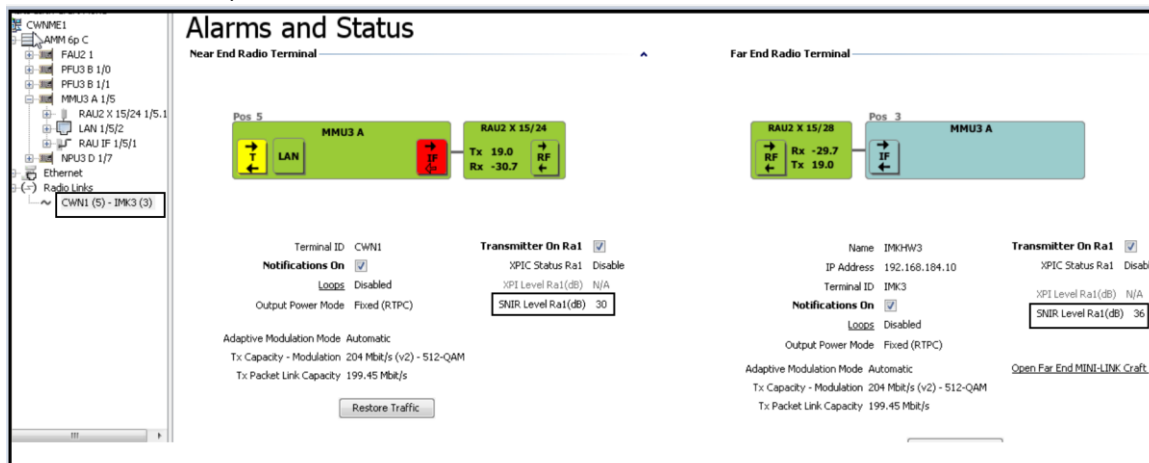 CWNME1
AMM 6p C
FAU2 1
PFU3 B 1/0
PFU3 B 1/1
MMU3 A 1/5
RAU2 X 15/24 1/5.1
LAN 1/5/2
RAU IF 1/5/1
NPU3 D 1/7
Ethernet
Radio Links
CWN1 (5) - IMK3 (3)
Alarms and Status
Near End Radio Terminal
Pos 5
MMU3 A
T
LAN
IF
RAU2 X 15/24
Tx 19.0
Rx -30.7
RF
Terminal ID CWN1
Notifications On
Loops Disabled
Output Power Mode Fixed (RTPC)
Transmitter On Ra1
XPIC Status Ra1 Disable
XPI Level Ra1(dB) N/A
SNIR Level Ra1(dB) 30
Adaptive Modulation Mode Automatic
Tx Capacity - Modulation 204 Mbit/s (v2) - 512-QAM
Tx Packet Link Capacity 199.45 Mbit/s
Restore Traffic
Far End Radio Terminal
RAU2 X 15/28
RF
Rx -29.7
Tx 19.0
Pos 3
MMU3 A
IF
Name IMKHW3
IP Address 192.168.184.10
Terminal ID IMK3
Notifications On
Loops Disabled
Output Power Mode Fixed (RTPC)
Transmitter On Ra1
XPIC Status Ra1 Disabl
XPI Level Ra1(dB) N/A
SNIR Level Ra1(dB) 36
Adaptive Modulation Mode Automatic
Tx Capacity - Modulation 204 Mbit/s (v2) - 512-QAM
Tx Packet Link Capacity 199.45 Mbit/s
Open Far End MINI-LINK Craft